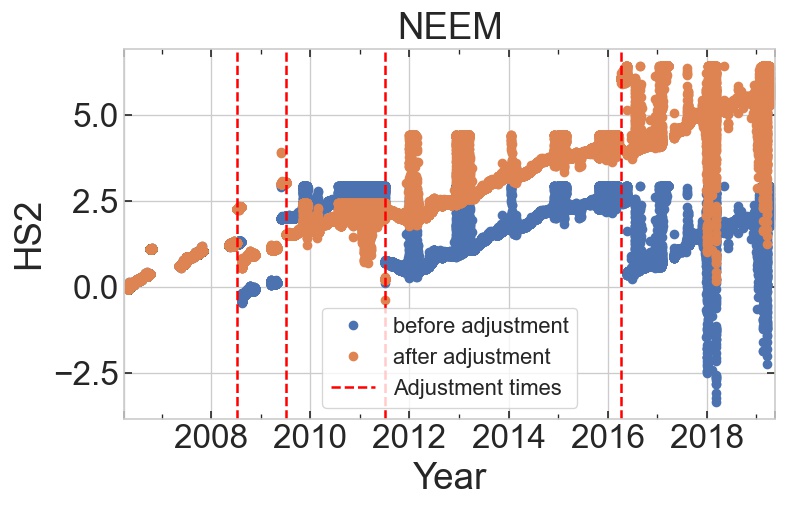 NEEM
HS2
5.0
2.5
0.0
−2.5
before adjustment
after adjustment
Adjustment times
2008 2010 2012 2014 2016 2018
Year